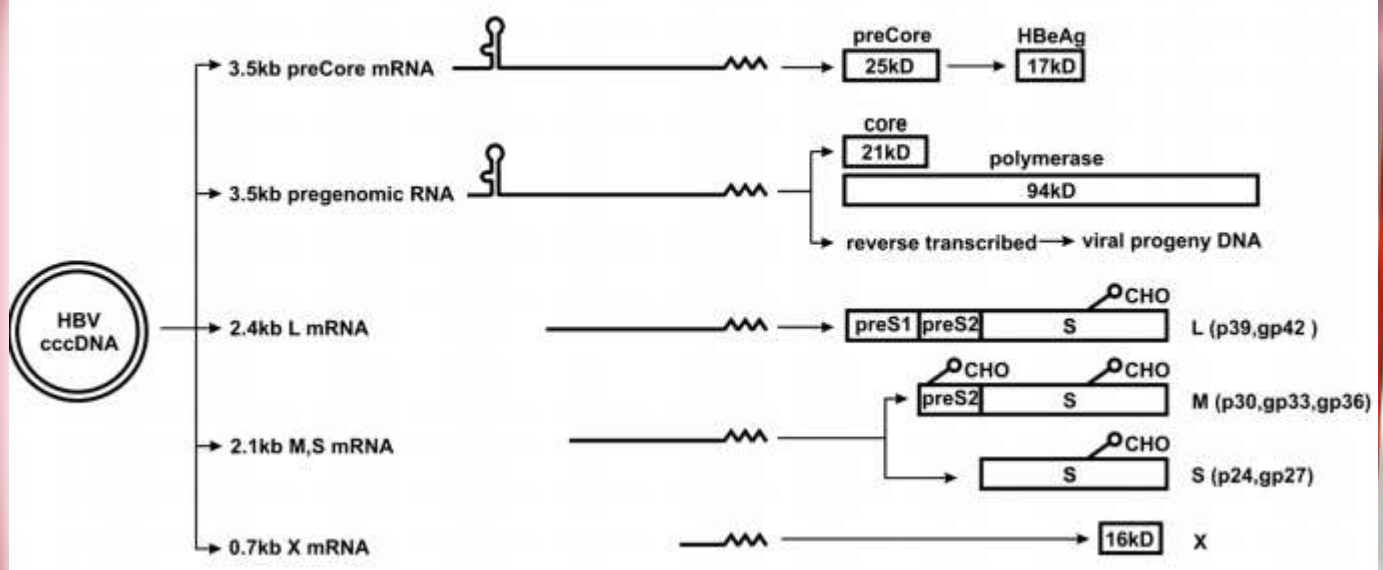 preCore HBeAg
3.5kb preCore mRNA 25kD 17kD
core
21kD
polymerase
3.5kb pregenomic RNA 94kD
reverse transcribed viral progeny DNA
CHO
HBV
cccDNA
2.4kb L mRNA preS1 preS2 S L (p39,gp42 )
CHO CHO
preS2 S M (p30,gp33,gp36)
2.1kb M,S mRNA
CHO
S S (p24,gp27)
0.7kb X mRNA 16kD X